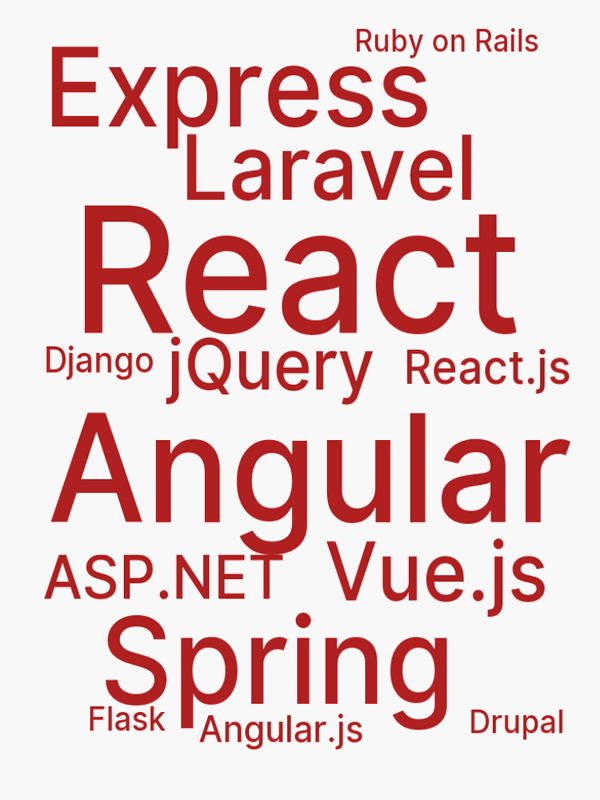 Ruby on Rails
Express
Laravel
React
Django jQuery React.js
Angular
ASP.NET Vue.js
Spring
Flask Angular.js Drupal